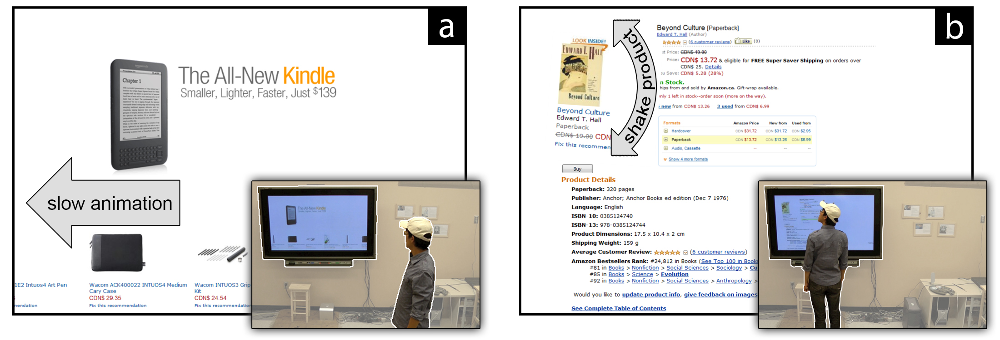 a
The All-New Kindle
Smaller, Lighter, Faster, Just $139
amazonkindle
Chapter 1
slow animation
1E2 Intuos4 Art Pen
nendation
Wacom ACK400022 INTUOS4 Medium
Cary Case
CDN$ 29.35
Fix this recommendation
Wacom INTUOS3 Grip
Kit
CDN$ 24.54
Fix this recommendation
The All-New Kindle
b
shake product
LOOK INSIDE!
EDWARD T. HALL
Beyond Culture
Beyond Culture
Edward T. Hall
Paperback
CDN$ 19.00 CDN
Fix this recommen
Beyond Culture [Paperback]
Edward T. Hall (Author)
(6 customer reviews) Like (0)
st Price: CDN$ 19.00
Price: CDN$ 13.72 & eligible for FREE Super Saver Shipping on orders over
CDN$ 25. Details
ou Save: CDN$ 5.28 (28%)
n Stock.
hips from and sold by Amazon.ca. Gift-wrap available.
nly 1 left in stock--order soon (more on the way).
new from CDN$ 13.26 3 used from CDN$ 6.99
Formats Amazon Price New from Used from
Hardcover CDN $31.72 CDN $31.72 CDN $2.95
Paperback CDN $13.72 CDN $13.26 CDN $6.99
Audio, Cassette -- -- --
Show 4 more formats
Buy
Product Details
Paperback: 320 pages
Publisher: Anchor; Anchor Books ed edition (Dec 7 1976)
Language: English
ISBN-10: 0385124740
ISBN-13: 978-0385124744
Product Dimensions: 17.5 x 10.4 x 2 cm
Shipping Weight: 159 g
Average Customer Review: (6 customer reviews)
Amazon Bestsellers Rank: #24,812 in Books (See Top 100 in Books
#81 in Books > Nonfiction > Social Sciences > Sociology > Cu
#85 in Books > Science > Evolution
#92 in Books > Nonfiction > Social Sciences > Anthropology >
Would you like to update product info, give feedback on images
See Complete Table of Contents